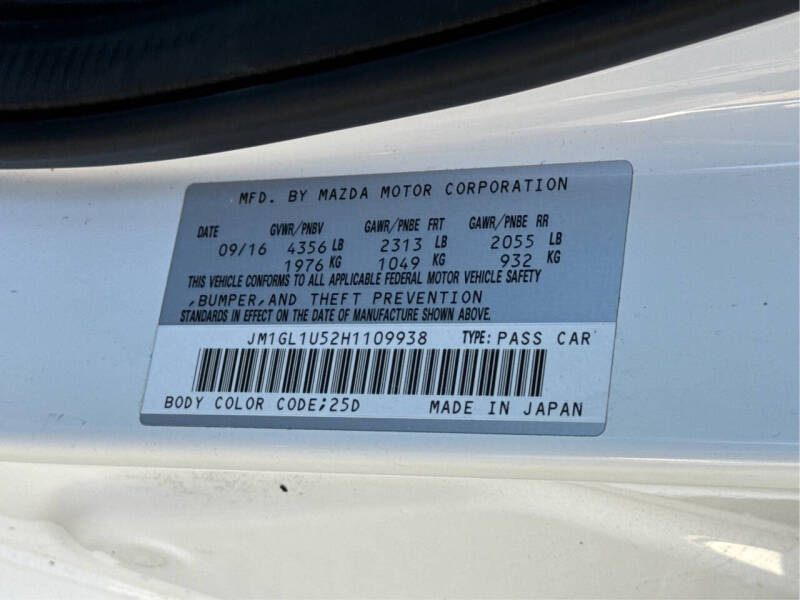 MFD. BY MAZDA MOTOR CORPORATION
DATE GVWR/PNBV GAWR/PNBE FRT GAWR/PNBE RR
09/16 4356 LB 2313 LB 2055 LB
1976 KG 1049 KG 932 KG
THIS VEHICLE CONFORMS TO ALL APPLICABLE FEDERAL MOTOR VEHICLE SAFETY
,BUMPER,AND THEFT PREVENTION
STANDARDS IN EFFECT ON THE DATE OF MANUFACTURE SHOWN ABOVE.
JM1GL1U52H1109938 TYPE: PASS CAR
BODY COLOR CODE;25D MADE IN JAPAN